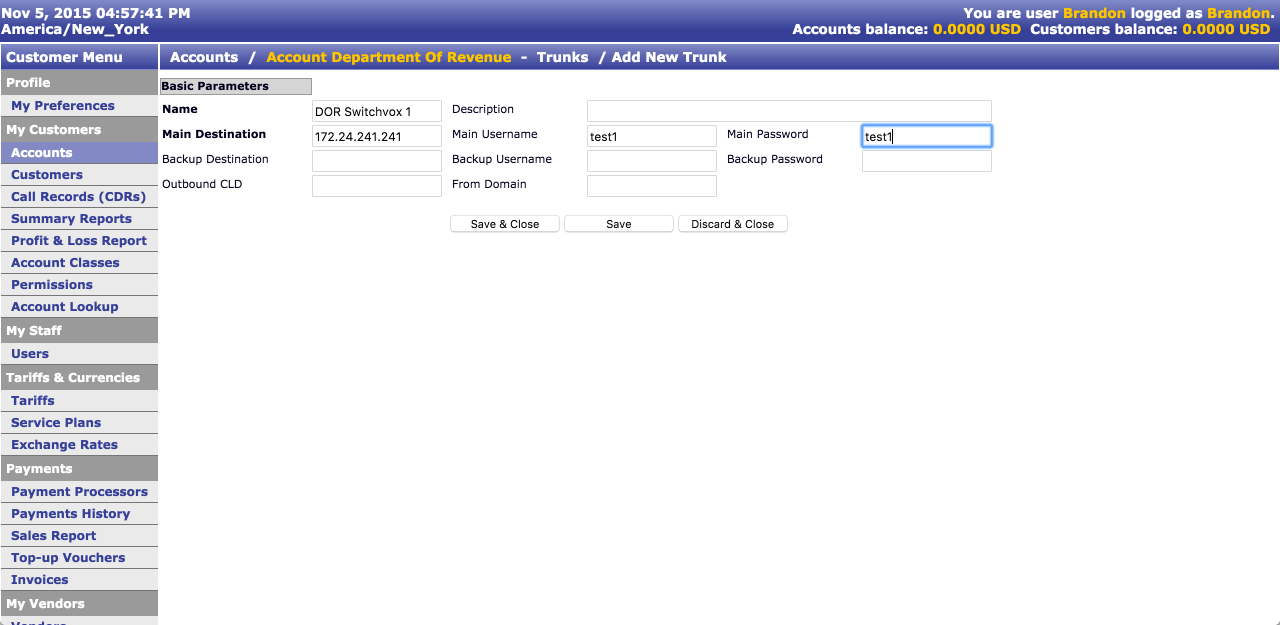 Nov 5, 2015 04:57:41 PM
America/New_York
You are user Brandon logged as Brandon.
Accounts balance: 0.0000 USD Customers balance: 0.0000 USD
Customer Menu
Profile
My Preferences
My Customers
Accounts
Customers
Call Records (CDRs)
Summary Reports
Profit & Loss Report
Account Classes
Permissions
Account Lookup
My Staff
Users
Tariffs & Currencies
Tariffs
Service Plans
Exchange Rates
Payments
Payment Processors
Payments History
Sales Report
Top-up Vouchers
Invoices
My Vendors
Vendors
Accounts / Account Department Of Revenue - Trunks / Add New Trunk
Basic Parameters
Name DOR Switchvox 1 Description
Main Destination 172.24.241.241 Main Username test1 Main Password test1
Backup Destination Backup Username Backup Password
Outbound CLD From Domain
Save & Close Save Discard & Close